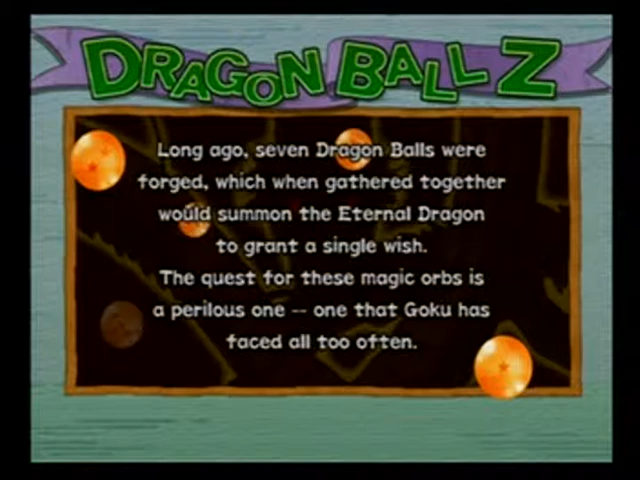 DRAGON BALL Z
Long ago, seven Dragon Balls were
forged, which when gathered together
would summon the Eternal Dragon
to grant a single wish.
The quest for these magic orbs is
a perilous one -- one that Goku has
faced all too often.